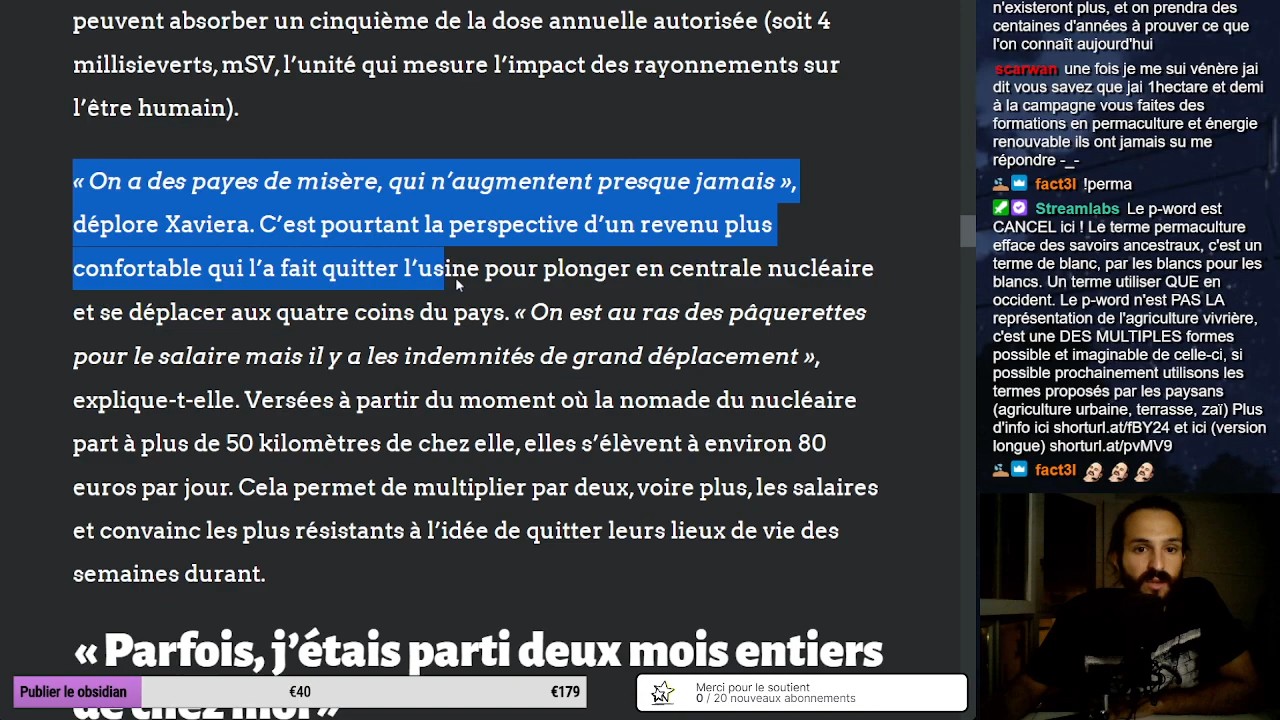 peuvent absorber un cinquième de la dose annuelle autorisée (soit 4
millisieverts, mSV, l’unité qui mesure l’impact des rayonnements sur
l’être humain).
« On a des payes de misère, qui n’augmentent presque jamais »,
déplore Xaviera. C’est pourtant la perspective d’un revenu plus
confortable qui l’a fait quitter l’usine pour plonger en centrale nucléaire
et se déplacer aux quatre coins du pays. « On est au ras des pâquerettes
pour le salaire mais il y a les indemnités de grand déplacement »,
explique-t-elle. Versées à partir du moment où la nomade du nucléaire
part à plus de 50 kilomètres de chez elle, elles s’élèvent à environ 80
euros par jour. Cela permet de multiplier par deux, voire plus, les salaires
et convainc les plus résistants à l’idée de quitter leurs lieux de vie des
semaines durant.
« Parfois, j’étais parti deux mois entiers
de chez moi »
Publier le obsidian €40 €179
Merci pour le soutient
0 / 20 nouveaux abonnements
n'existeront plus, et on prendra des
centaines d'années à prouver ce que
l'on connaît aujourd'hui
scarwan une fois je me sui vénère jai
dit vous savez que jai 1hectare et demi
à la campagne vous faites des
formations en permaculture et énergie
renouvable ils ont jamais su me
répondre -_-
fact3l !perma
Streamlabs Le p-word est
CANCEL ici ! Le terme permaculture
efface des savoirs ancestraux, c'est un
terme de blanc, par les blancs pour les
blancs. Un terme utiliser QUE en
occident. Le p-word n'est PAS LA
représentation de l'agriculture vivrière,
c'est une DES MULTIPLES formes
possible et imaginable de celle-ci, si
possible prochainement utilisons les
termes proposés par les paysans
(agriculture urbaine, terrasse, zaï) Plus
d'info ici shorturl.at/fBY24 et ici (version
longue) shorturl.at/pvMV9
fact3l